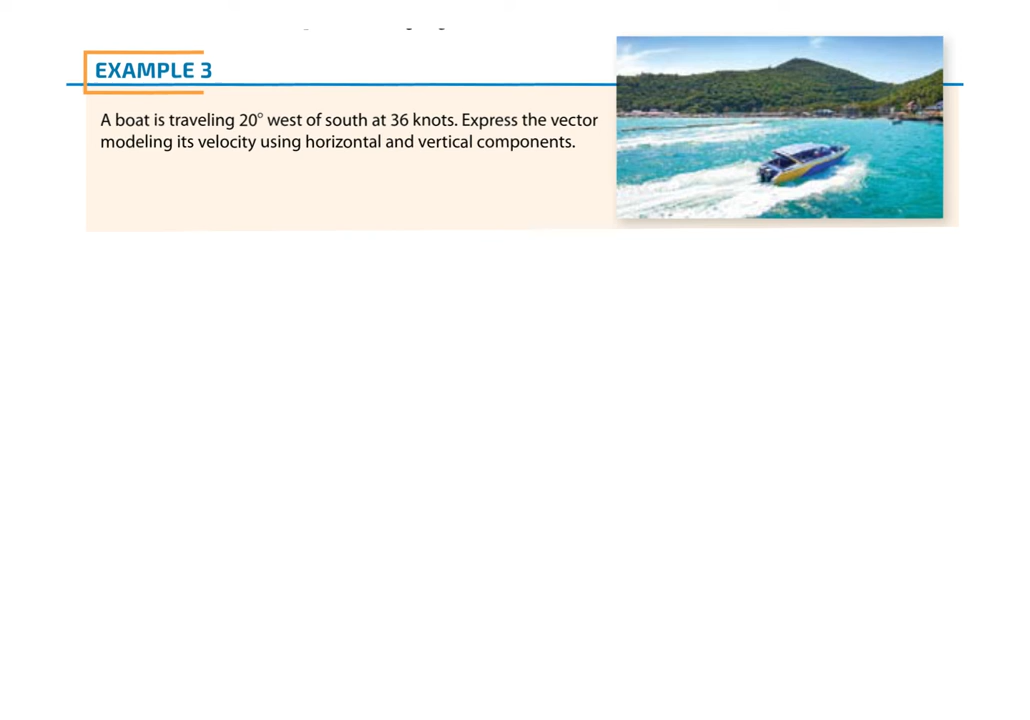 EXAMPLE 3
A boat is traveling 20° west of south at 36 knots. Express the vector
modeling its velocity using horizontal and vertical components.